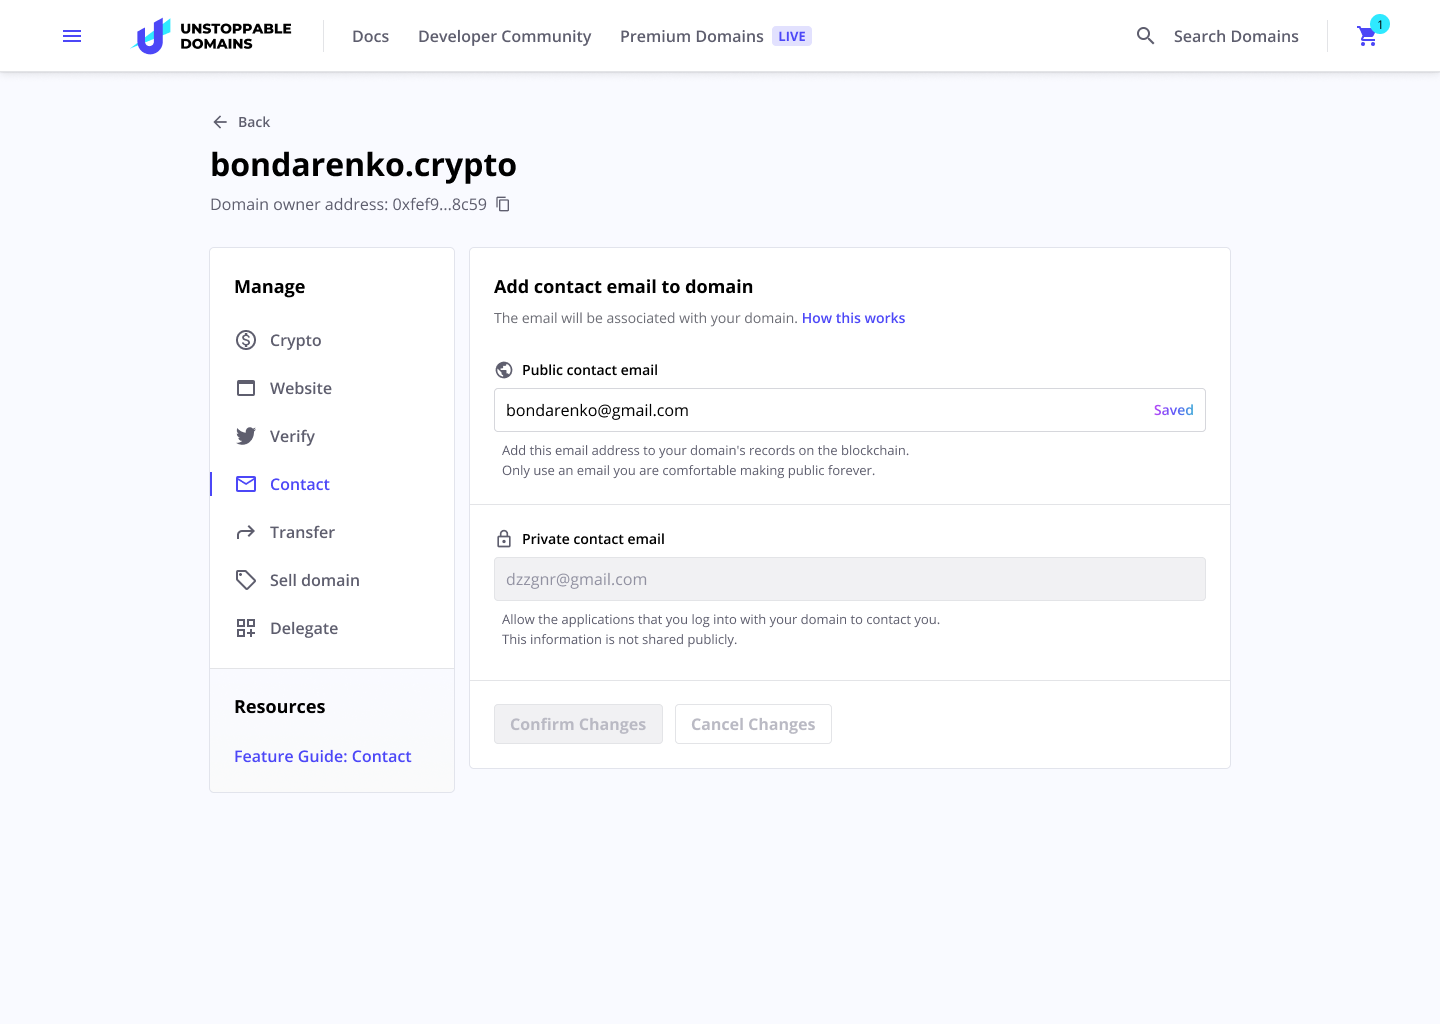 UNSTOPPABLE
DOMAINS
Docs
Developer Community
Premium Domains LIVE
Search Domains
1
Back
bondarenko.crypto
Domain owner address: 0xfef9...8c59
Manage
Crypto
Website
Verify
Contact
Transfer
Sell domain
Delegate
Resources
Feature Guide: Contact
Add contact email to domain
The email will be associated with your domain. How this works
Public contact email
bondarenko@gmail.com
Saved
Add this email address to your domain's records on the blockchain.
Only use an email you are comfortable making public forever.
Private contact email
dzzgnr@gmail.com
Allow the applications that you log into with your domain to contact you.
This information is not shared publicly.
Confirm Changes
Cancel Changes